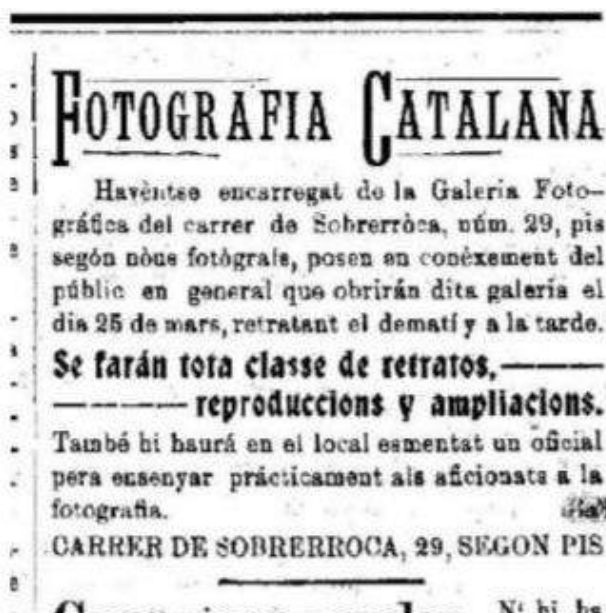 FOTOGRAFIA CATALANA
Havèntse encarregat de la Galeria Foto-
gráfica del carrer de Sobrerròca, núm. 29, pis
segón nòus fotògrafs, posen en conèxement del
públic en general que obrirán dita galería el
dia 25 de mars, retratant el dematí y a la tarde.
Se farán tota classe de retratos,
reproduccions y ampliacions.
També hi haurá en el local esmentat un oficial
pera ensenyar prácticament als aficionats a la
fotografia.
CARRER DE SOBRERROCA, 29, SEGON PIS
hi ha